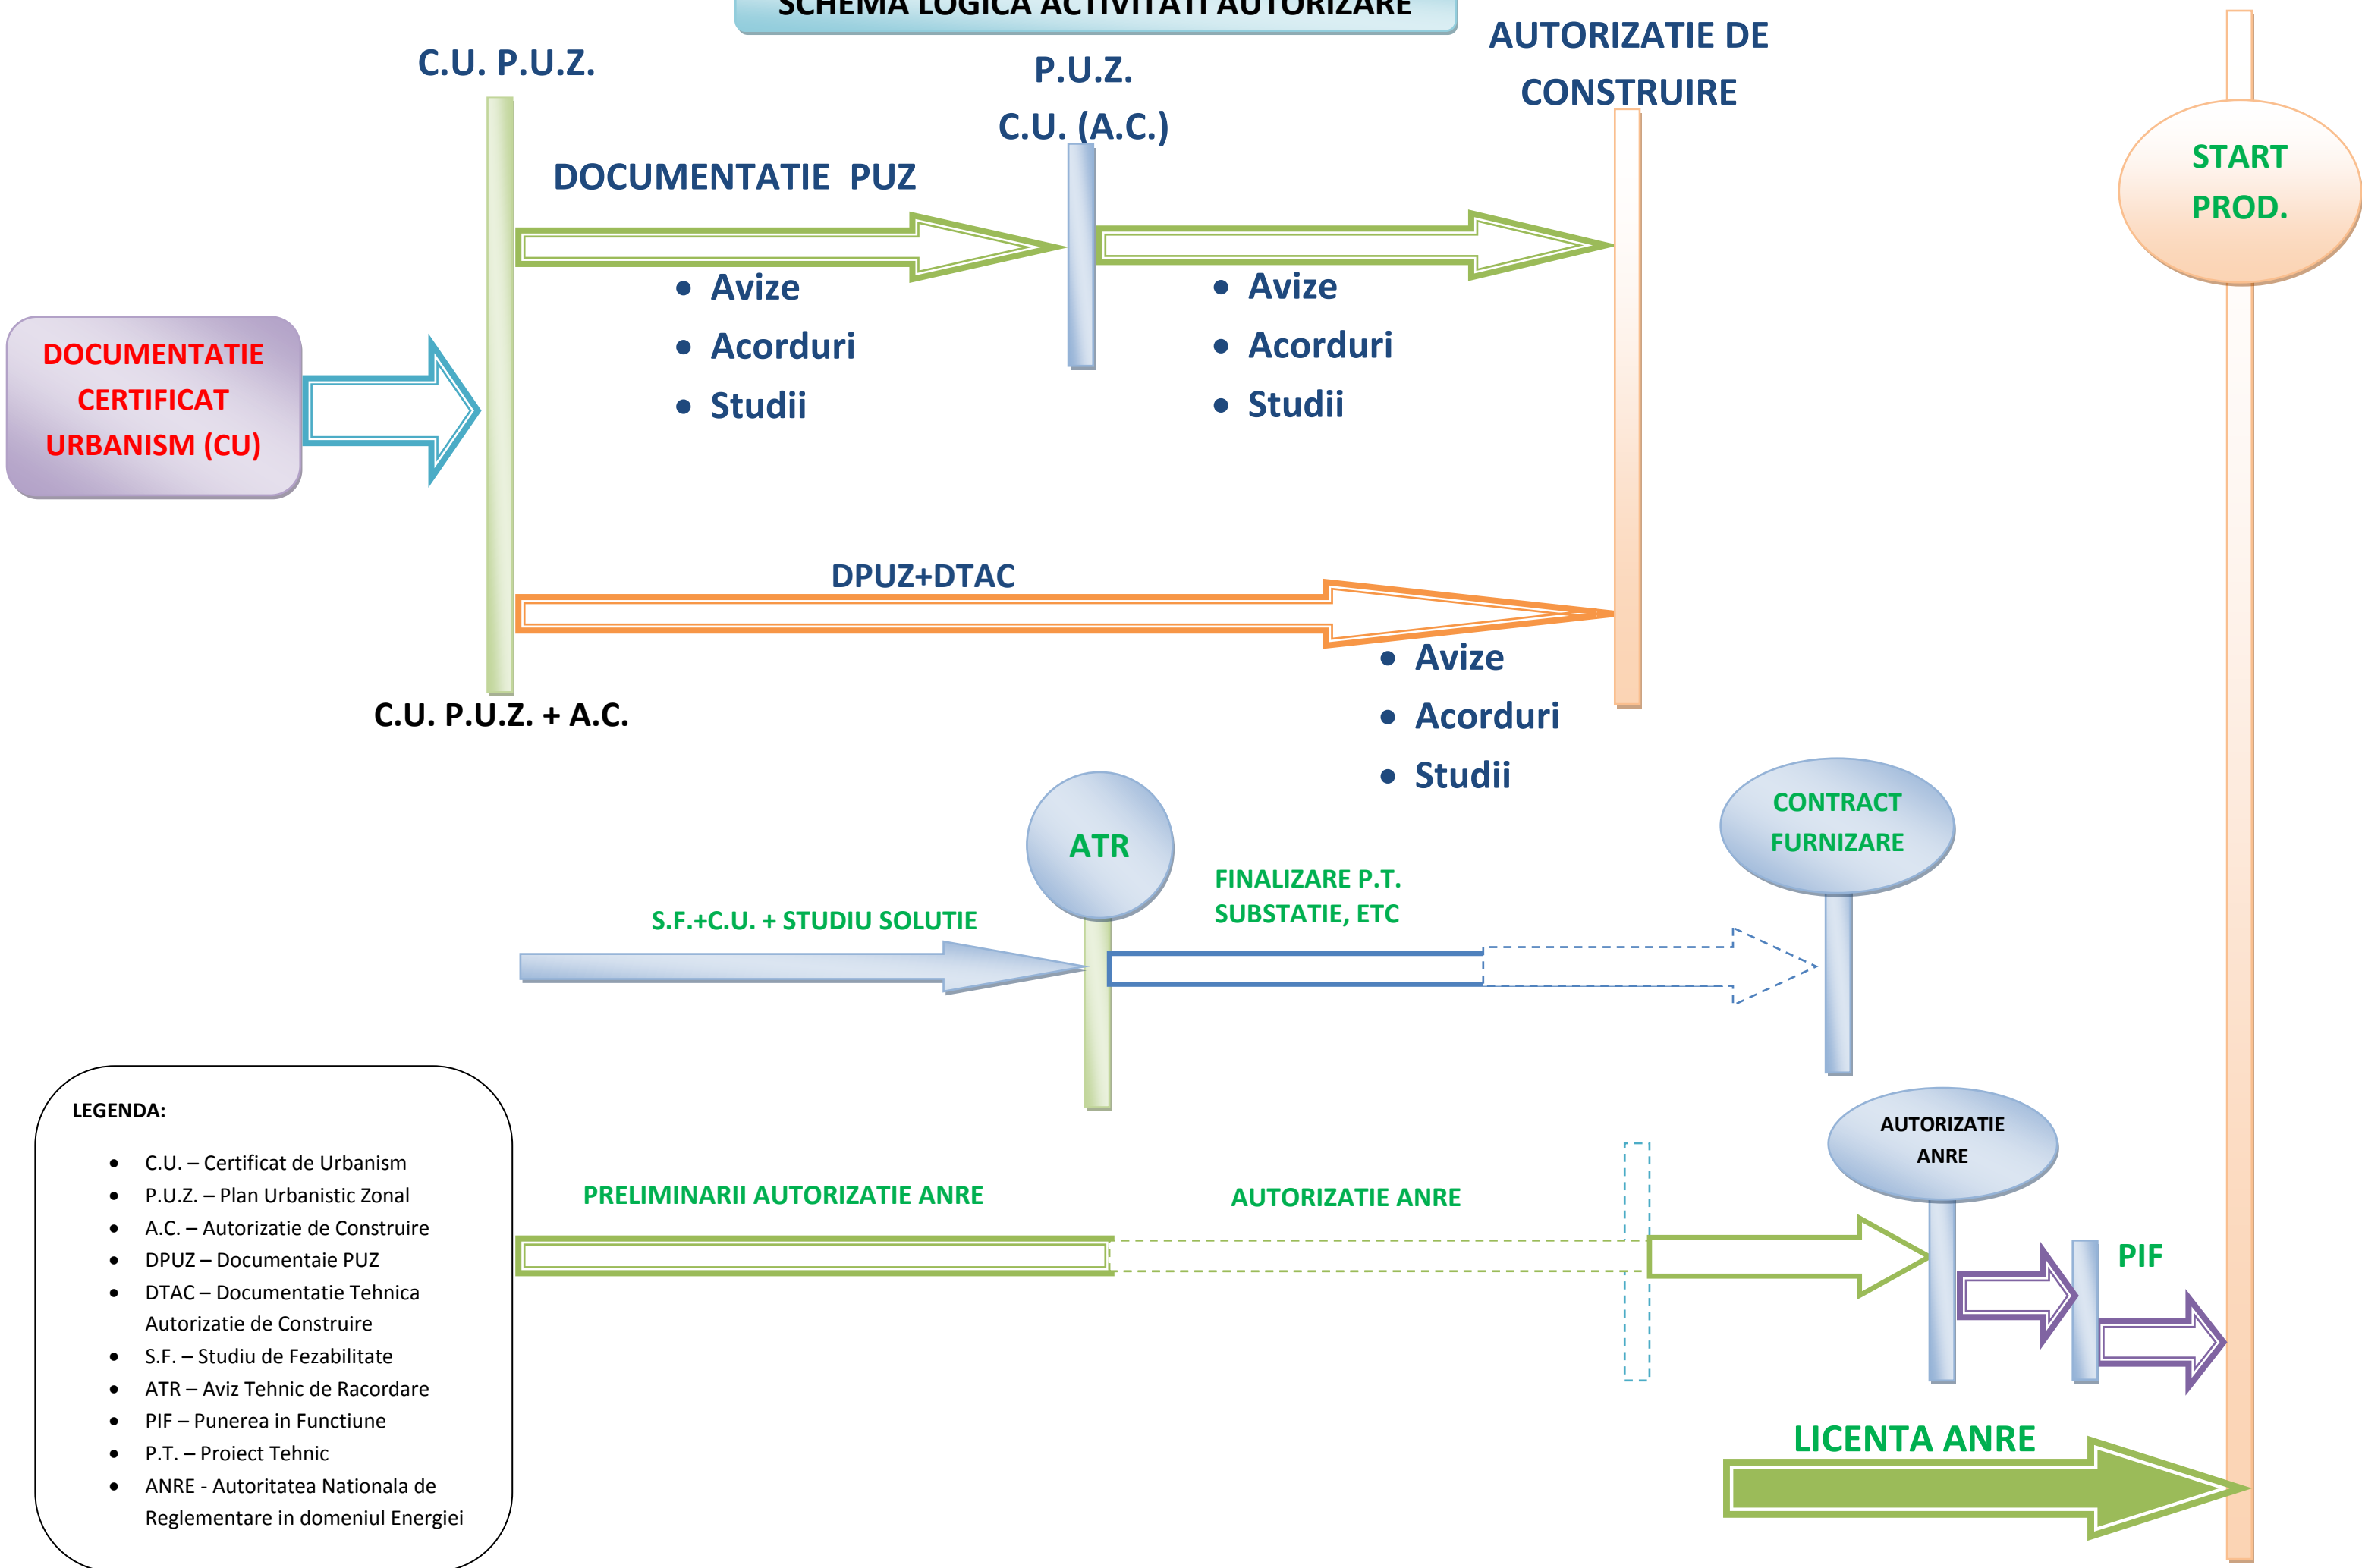 SCHEMA LOGICA ACTIVITATI AUTORIZARE
C.U. P.U.Z.
P.U.Z.
C.U. (A.C.)
AUTORIZATIE DE
CONSTRUIRE
START
PROD.
DOCUMENTATIE PUZ
• Avize
• Acorduri
• Studii
• Avize
• Acorduri
• Studii
DOCUMENTATIE
CERTIFICAT
URBANISM (CU)
DPUZ+DTAC
• Avize
• Acorduri
• Studii
C.U. P.U.Z. + A.C.
ATR
CONTRACT
FURNIZARE
S.F.+C.U. + STUDIU SOLUTIE
FINALIZARE P.T.
SUBSTATIE, ETC
AUTORIZATIE
ANRE
PRELIMINARII AUTORIZATIE ANRE
AUTORIZATIE ANRE
PIF
LICENTA ANRE
LEGENDA:
• C.U. – Certificat de Urbanism
• P.U.Z. – Plan Urbanistic Zonal
• A.C. – Autorizatie de Construire
• DPUZ – Documentaie PUZ
• DTAC – Documentatie Tehnica
Autorizatie de Construire
• S.F. – Studiu de Fezabilitate
• ATR – Aviz Tehnic de Racordare
• PIF – Punerea in Functiune
• P.T. – Proiect Tehnic
• ANRE - Autoritatea Nationala de
Reglementare in domeniul Energiei